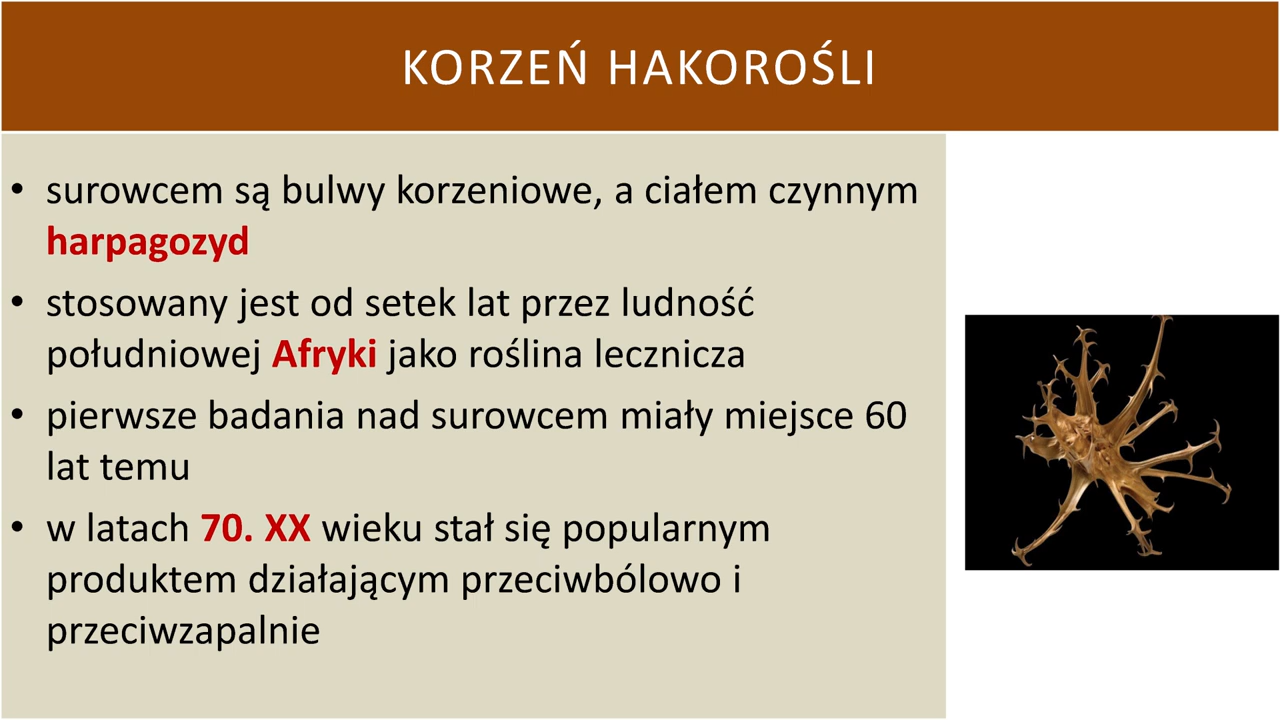 KORZEŃ HAKOROŚLI
• surowcem są bulwy korzeniowe, a ciałem czynnym
harpagozyd
• stosowany jest od setek lat przez ludność
południowej Afryki jako roślina lecznicza
• pierwsze badania nad surowcem miały miejsce 60
lat temu
• w latach 70. XX wieku stał się popularnym
produktem działającym przeciwbólowo i
przeciwzapalnie